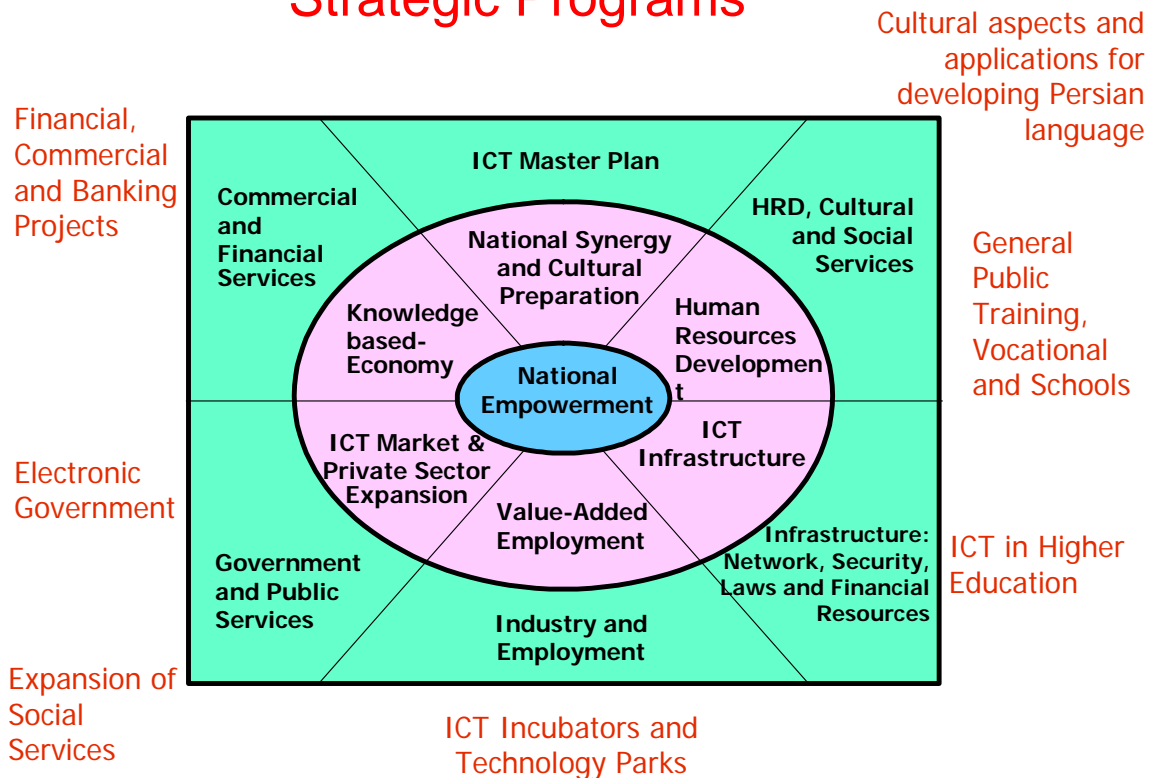 Strategic Programs
Cultural aspects and
applications for
developing Persian
language
Financial,
Commercial
and Banking
Projects
ICT Master Plan
Commercial
and
Financial
Services
HRD, Cultural
and Social
Services
General
Public
Training,
Vocational
and Schools
National Synergy
and Cultural
Preparation
Knowledge
based-
Economy
Human
Resources
Developmen
t
National
Empowerment
ICT Market &
Private Sector
Expansion
ICT
Infrastructure
Value-Added
Employment
Electronic
Government
Government
and Public
Services
Infrastructure:
Network, Security,
Laws and Financial
Resources
ICT in Higher
Education
Industry and
Employment
Expansion of
Social
Services
ICT Incubators and
Technology Parks